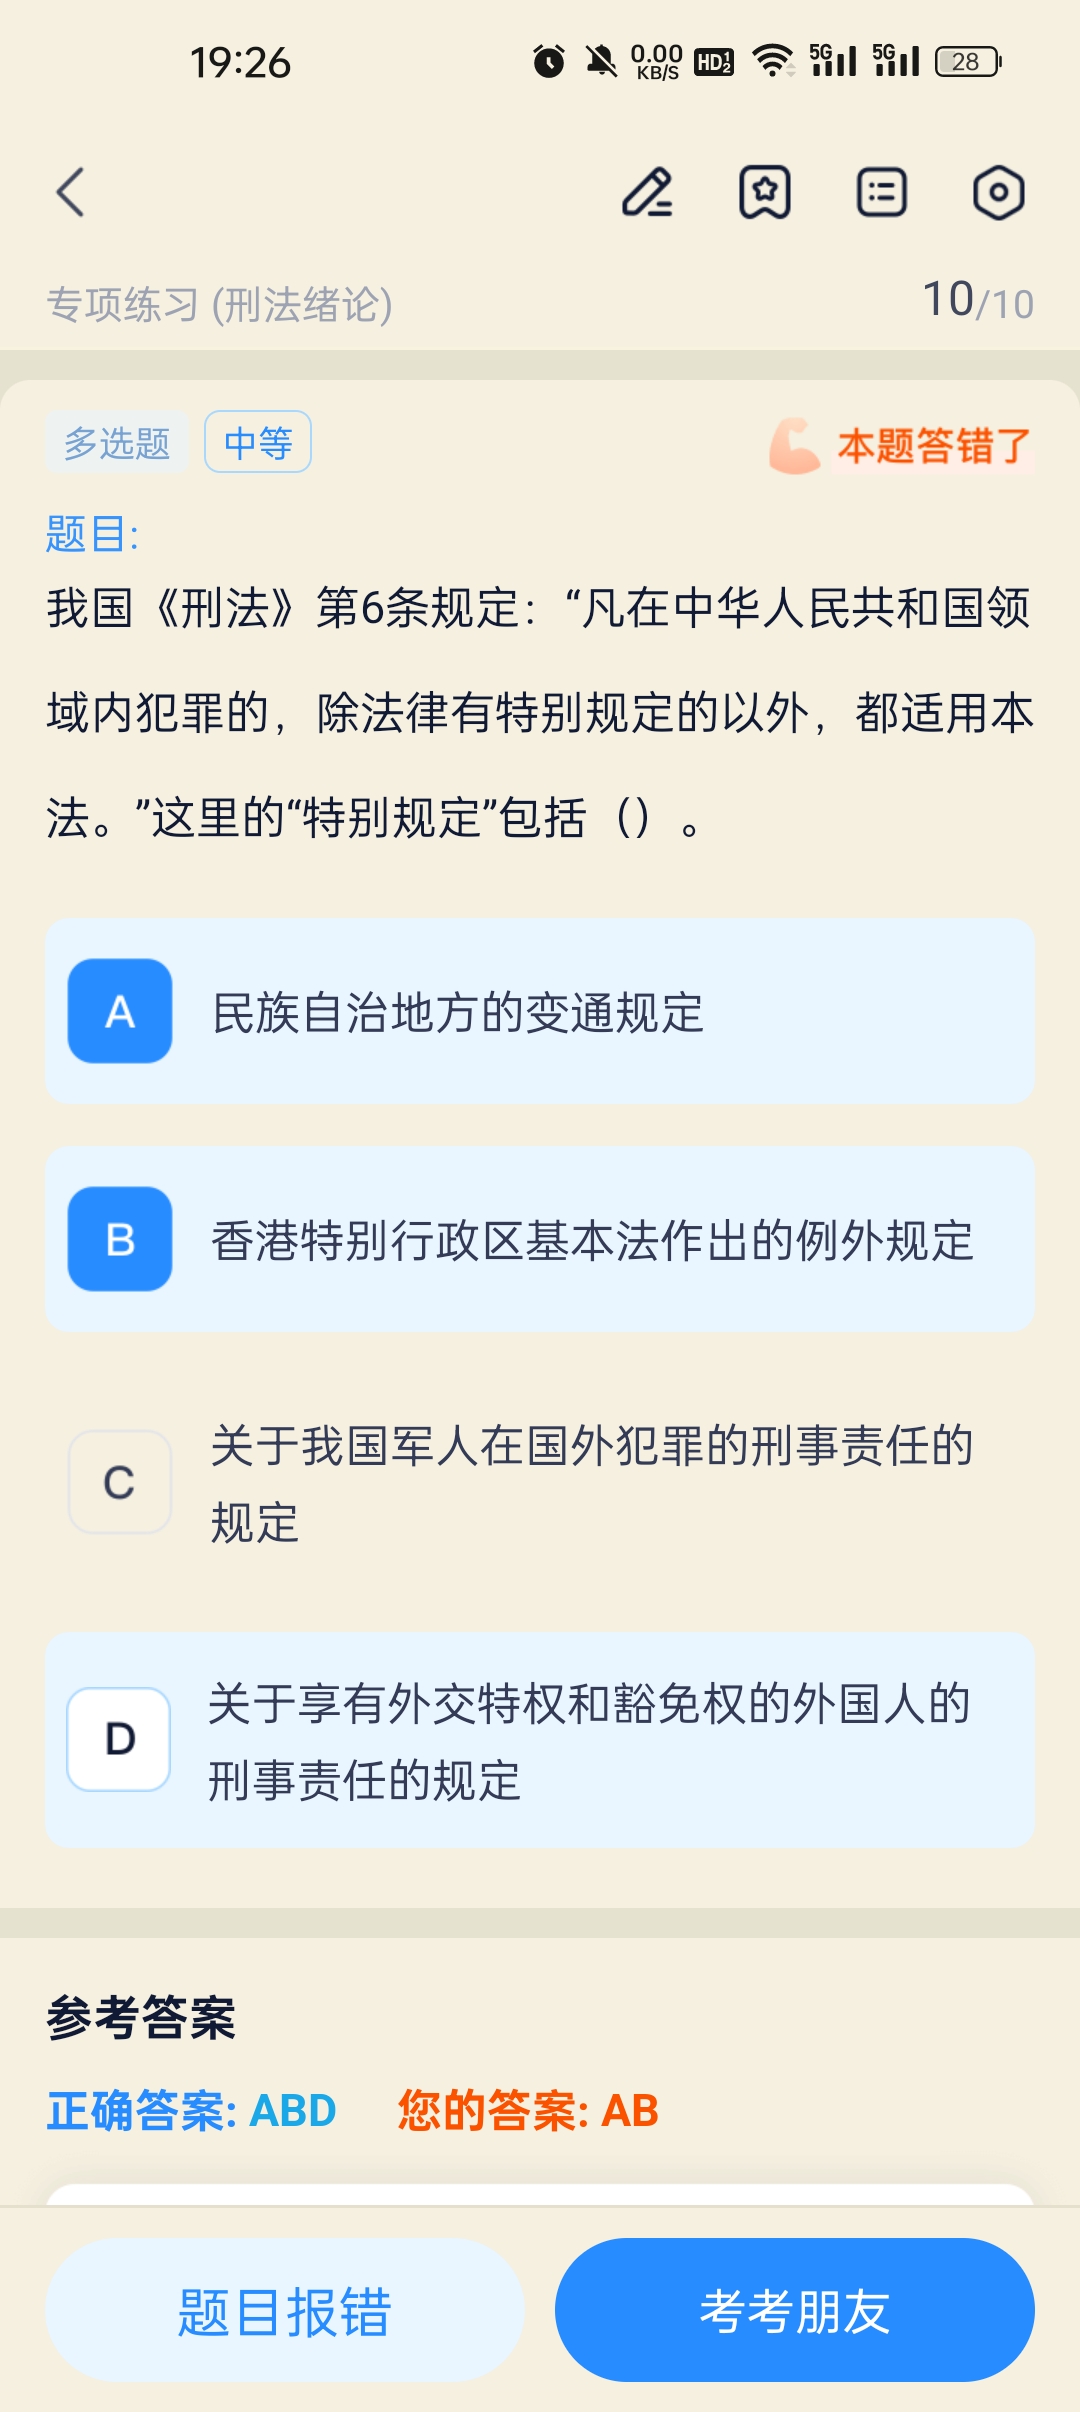 19:26
0.00 KB/S
HD 1 2
5G
5G
28
专项练习 (刑法绪论)
10/10
多选题
中等
本题答错了
题目:
我国《刑法》第6条规定：“凡在中华人民共和国领
域内犯罪的，除法律有特别规定的以外，都适用本
法。”这里的“特别规定”包括（）。
A
民族自治地方的变通规定
B
香港特别行政区基本法作出的例外规定
C
关于我国军人在国外犯罪的刑事责任的
规定
D
关于享有外交特权和豁免权的外国人的
刑事责任的规定
参考答案
正确答案: ABD
您的答案: AB
题目报错
考考朋友